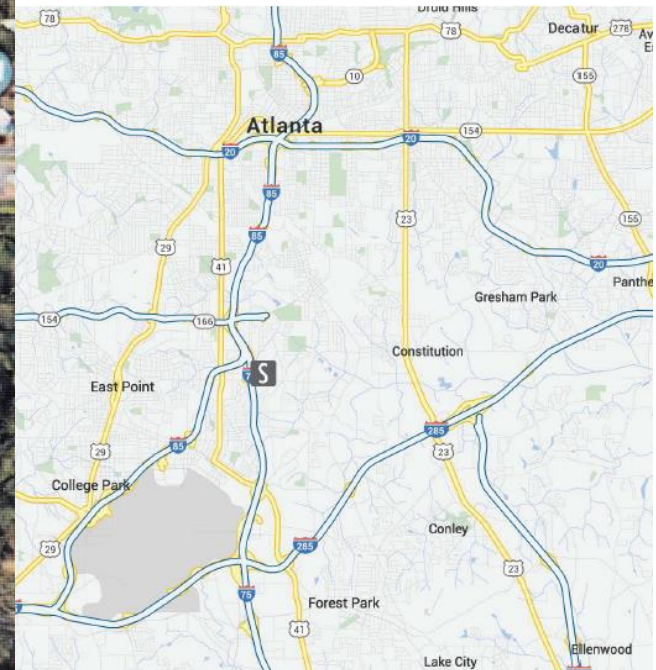 Druid Hills
78
78
Decatur
278
85
10
155
Atlanta
154
20
20
85
23
155
85
29
41
20
Gresham Park
Panthe
154
166
Constitution
East Point
7
S
285
29
85
23
College Park
Conley
29
285
23
75
Forest Park
41
Ellenwood
Lake City